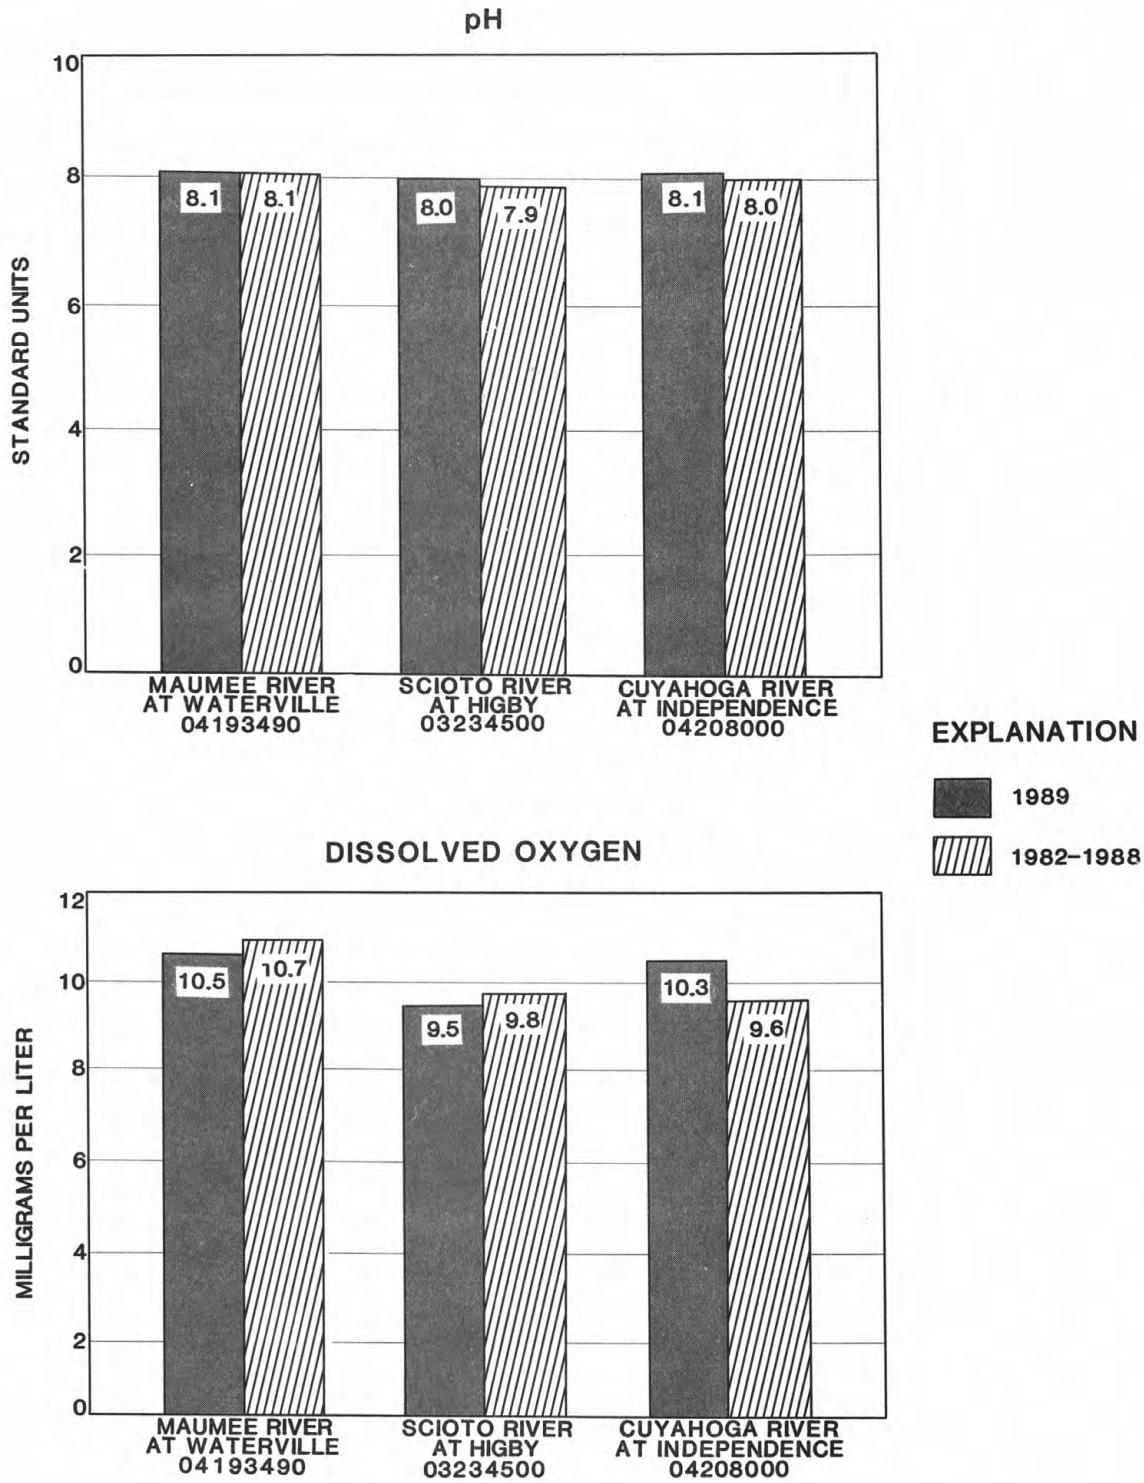 pH
10
8
6
4
2
0
STANDARD UNITS
8.1
8.1
8.0
7.9
8.1
8.0
MAUMEE RIVER
AT WATERVILLE
04193490
SCIOTO RIVER
AT HIGBY
03234500
CUYAHOGA RIVER
AT INDEPENDENCE
04208000
EXPLANATION
1989
1982-1988
DISSOLVED OXYGEN
12
10
8
6
4
2
0
MILLIGRAMS PER LITER
10.5
10.7
9.5
9.8
10.3
9.6
MAUMEE RIVER
AT WATERVILLE
04193490
SCIOTO RIVER
AT HIGBY
03234500
CUYAHOGA RIVER
AT INDEPENDENCE
04208000